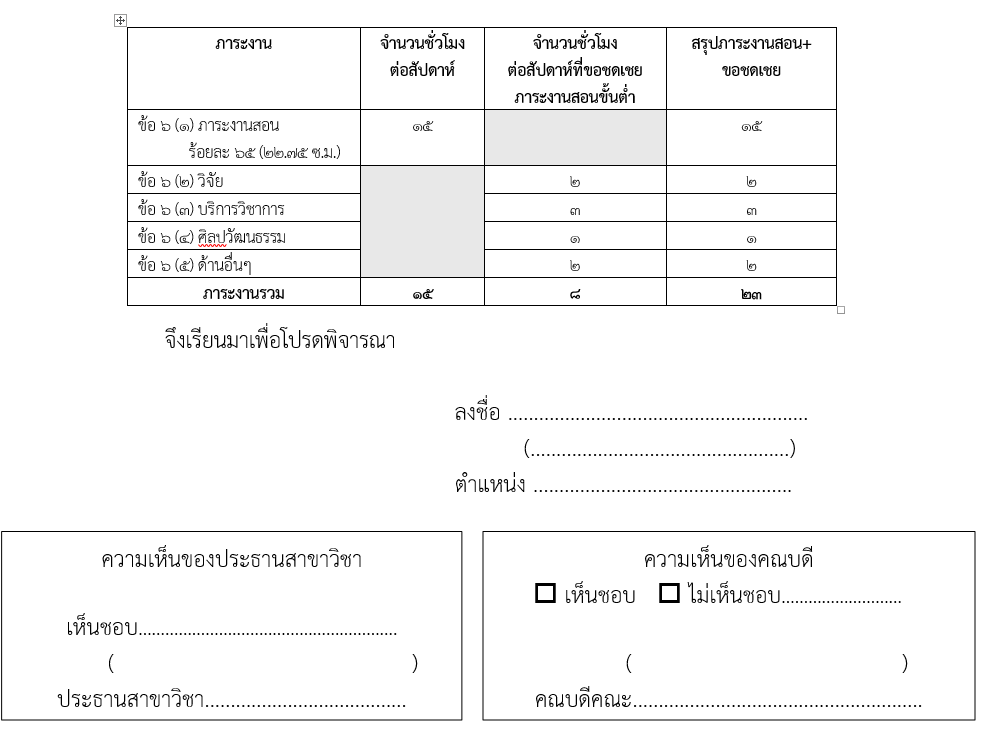 ภาระงาน จำนวนชั่วโมง จำนวนชั่วโมง สรุปภาระงานสอน+
ต่อสัปดาห์ ต่อสัปดาห์ที่ขอชดเชย ขอชดเชย
ภาระงานสอนขั้นต่ำ
ข้อ ๖ (๑) ภาระงานสอน ๑๕ ๑๕
ร้อยละ ๖๕ (๒๒.๗๕ ช.ม.)
ข้อ ๖ (๒) วิจัย ๒ ๒
ข้อ ๖ (๓) บริการวิชาการ ๓ ๓
ข้อ ๖ (๔) ศิลปวัฒนธรรม ๑ ๑
ข้อ ๖ (๕) ด้านอื่นๆ ๒ ๒
ภาระงานรวม ๑๕ ๘ ๒๓
จึงเรียนมาเพื่อโปรดพิจารณา
ลงชื่อ ..........................................................
(..................................................)
ตำแหน่ง ..................................................
ความเห็นของประธานสาขาวิชา
เห็นชอบ..........................................................
( )
ประธานสาขาวิชา.......................................
ความเห็นของคณบดี
☐ เห็นชอบ ☐ ไม่เห็นชอบ...........................
( )
คณบดีคณะ........................................................